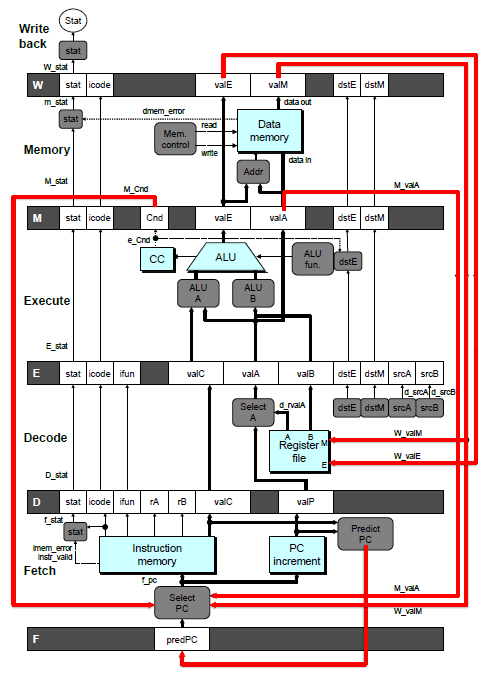 Stat
Write
back
stat
W_stat
W stat icode valE valM dstE dstM
m_stat
data out
dmem_error
stat
read
Mem.
control
write
Data
memory
data in
Memory
Addr
M_stat
M_Cnd
M_valA
M stat icode Cnd valE valA dstE dstM
e_Cnd
CC
ALU
ALU
fun.
dstE
ALU
A
ALU
B
Execute
E_stat
E stat icode ifun valC valA valB dstE dstM srcA srcB
d_srcA d_srcB
Select
A
d_rvalA
dstE dstM srcA srcB
A B
M
Register
file
E
W_valM
W_valE
Decode
D_stat
D stat icode ifun rA rB valC valP
f_stat
stat
Predict
PC
Imem_error
instr_valid
Instruction
memory
PC
increment
Fetch
f_pc
M_valA
Select
PC
W_valM
F predPC